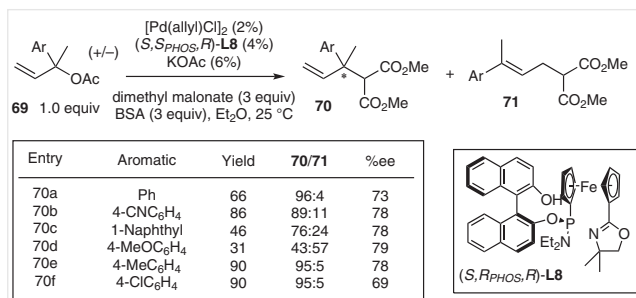 [Pd(allyl)Cl]2 (2%)
(S,SPHOS,R)-L8 (4%)
KOAc (6%)
dimethyl malonate (3 equiv)
BSA (3 equiv), Et2O, 25 °C
Ar
(+/–)
OAc
69 1.0 equiv
Ar
*
CO2Me
CO2Me
70
+
Ar
CO2Me
CO2Me
71
Entry Aromatic Yield 70/71 %ee
70a Ph 66 96:4 73
70b 4-CNC6H4 86 89:11 78
70c 1-Naphthyl 46 76:24 78
70d 4-MeOC6H4 31 43:57 79
70e 4-MeC6H4 90 95:5 78
70f 4-ClC6H4 90 95:5 69
OH
Fe
O
P
Et2N
N
O
(S,RPHOS,R)-L8